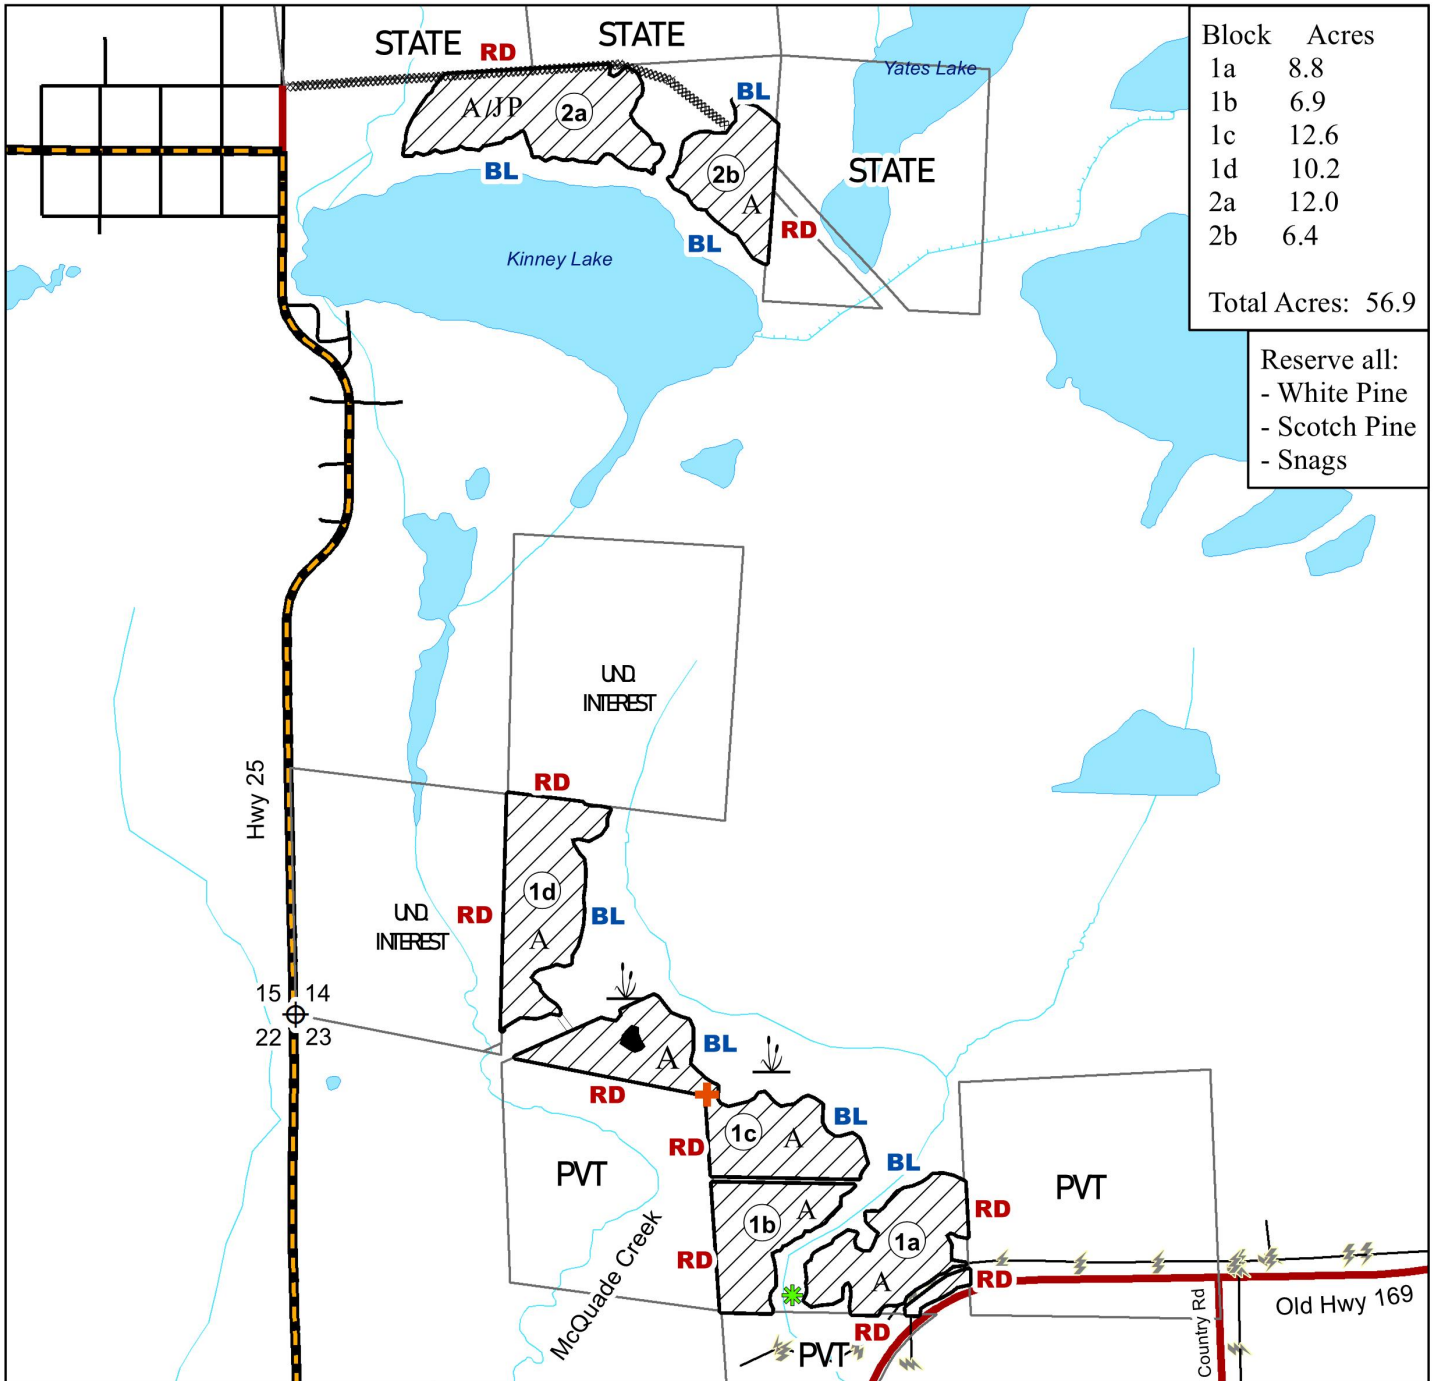 STATE
RD
STATE
Yates Lake
BL
A/JP
2a
BL
2b
A
STATE
BL
RD
Kinney Lake
Block Acres
1a 8.8
1b 6.9
1c 12.6
1d 10.2
2a 12.0
2b 6.4
Total Acres: 56.9
Reserve all:
- White Pine
- Scotch Pine
- Snags
UND.
INTEREST
Hwy 25
RD
1d
UND.
INTEREST
RD
BL
A
15 14
22 23
BL
A
RD
1c
A
BL
RD
PVT
BL
PVT
1b
A
RD
1a
RD
A
RD
McQuade Creek
RD
PVT
Country Rd
Old Hwy 169